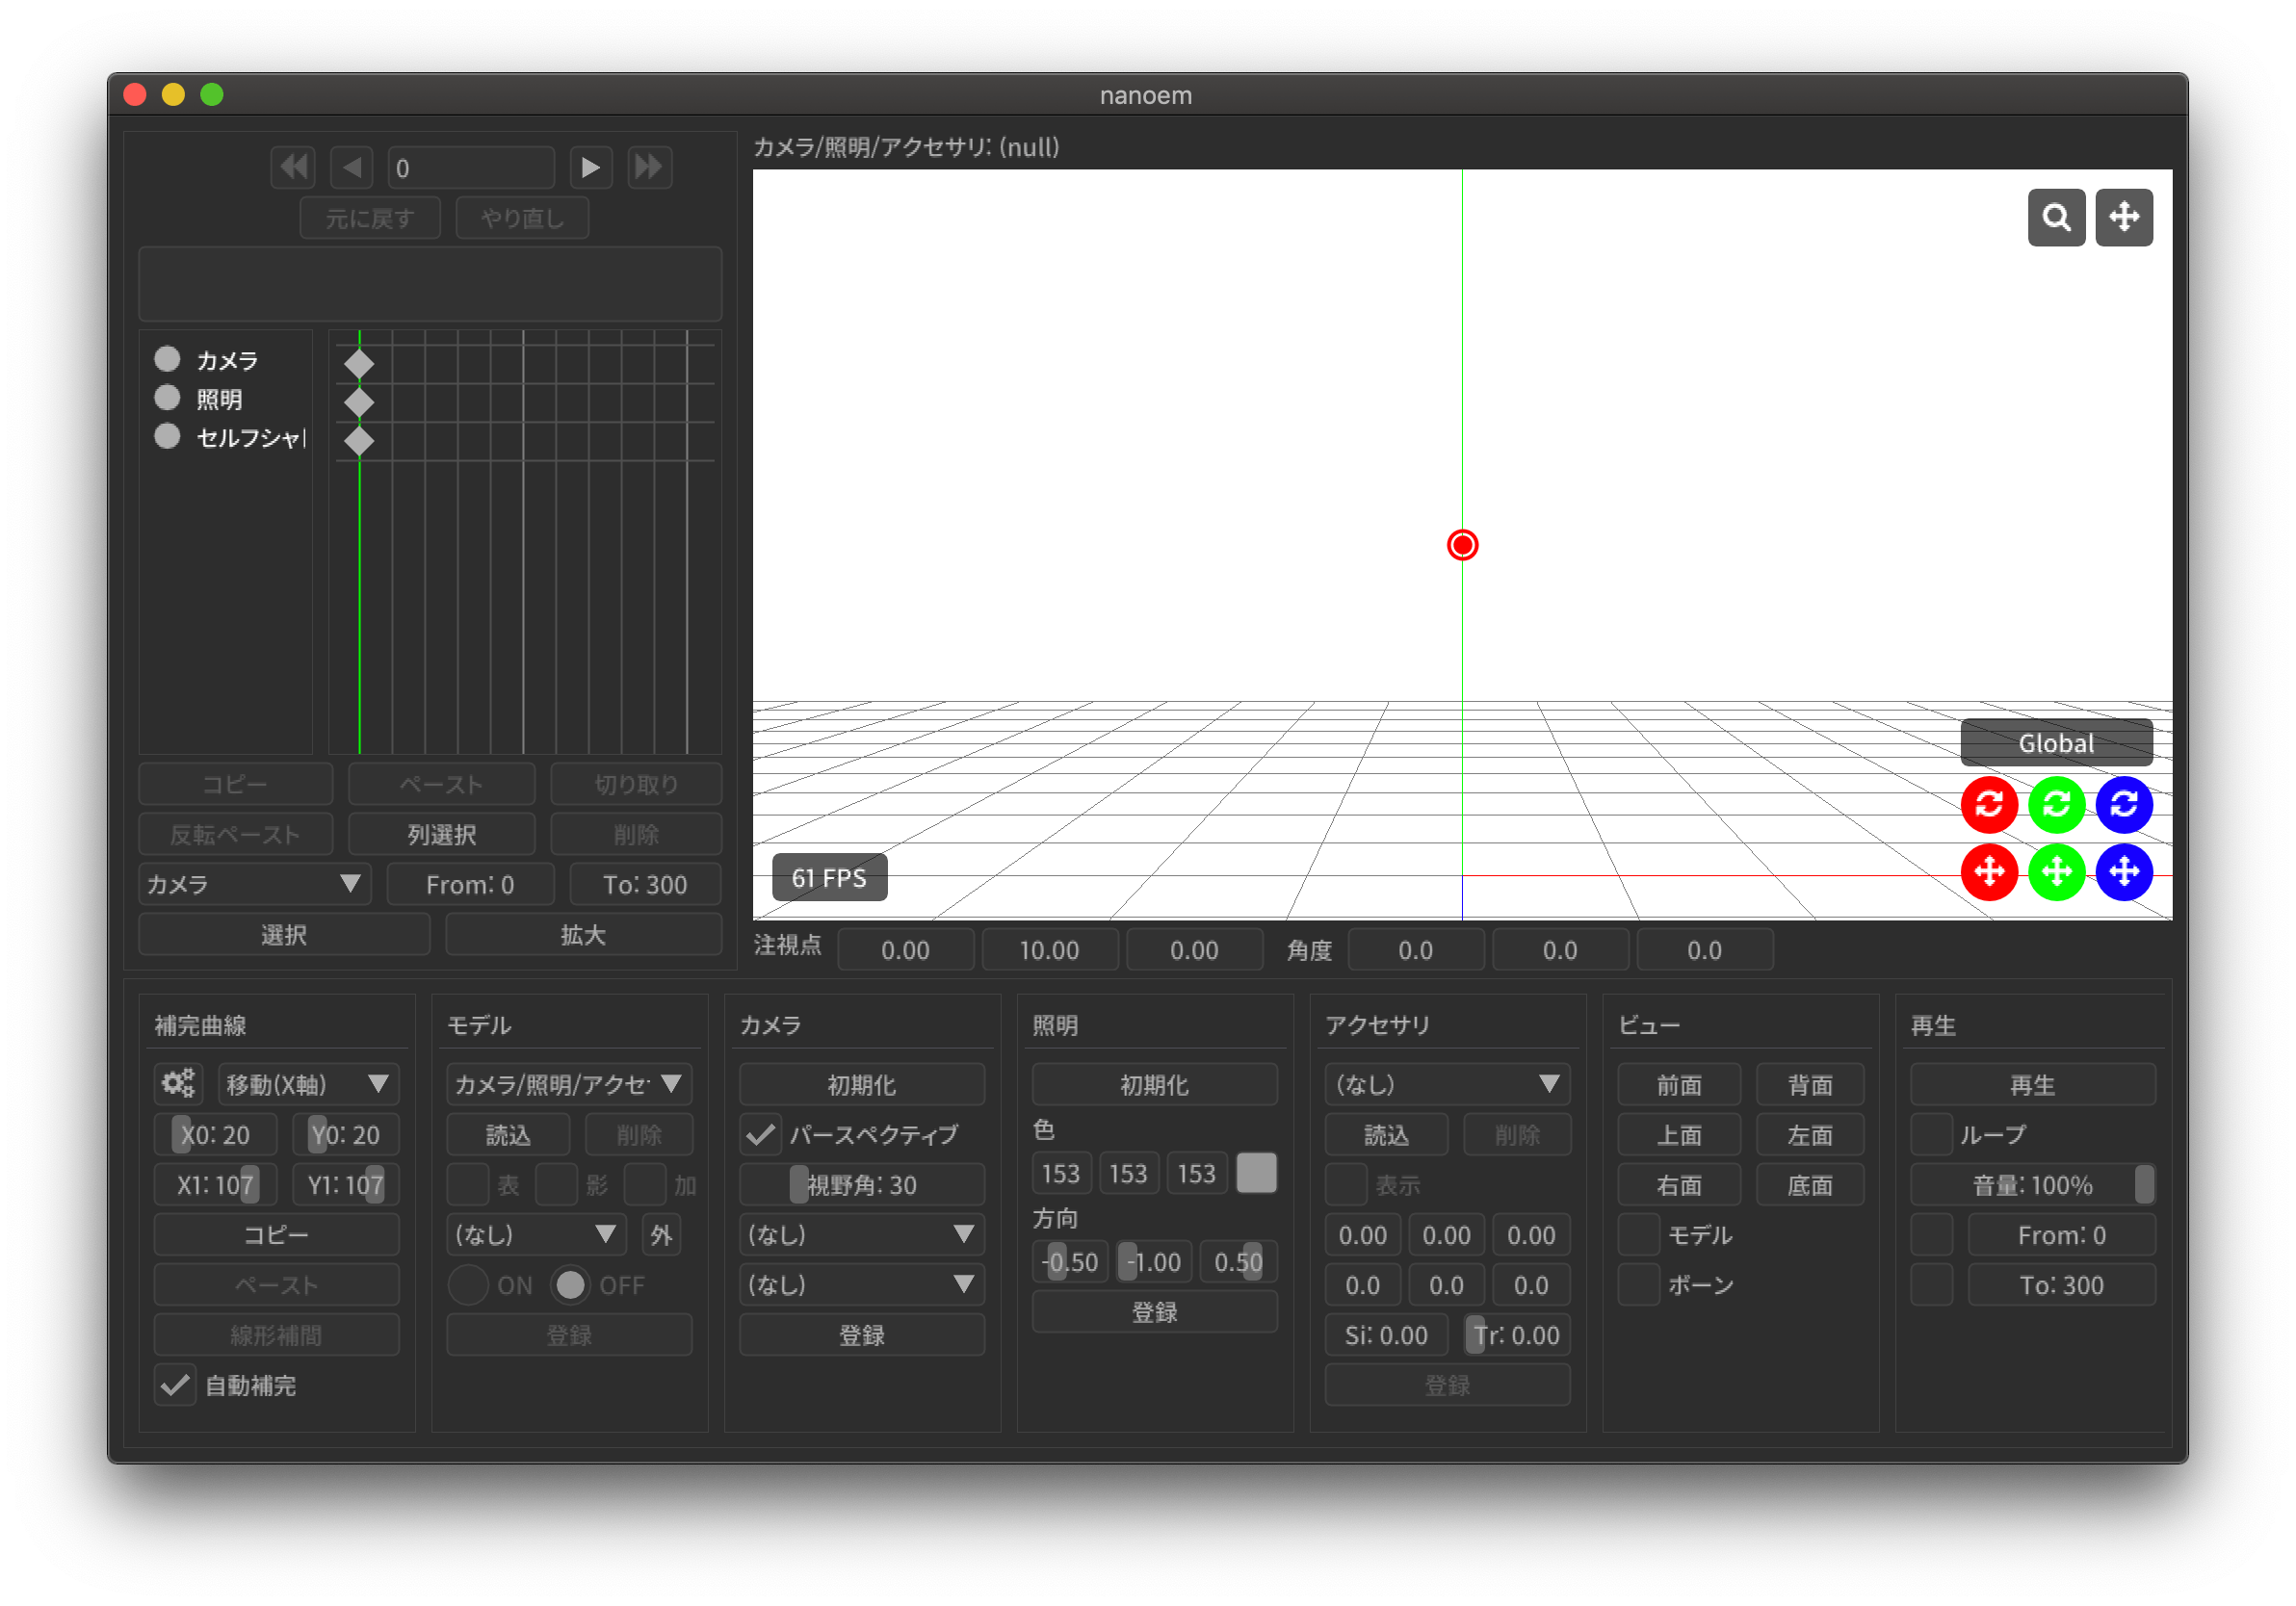 nanoem
0
元に戻す やり直し
カメラ
照明
セルフシャ
コピー ペースト 切り取り
反転ペースト 列選択 削除
カメラ From: 0 To: 300
選択 拡大
カメラ/照明/アクセサリ: (null)
Global
61 FPS
注視点 0.00 10.00 0.00 角度 0.0 0.0 0.0
補完曲線
移動(X軸)
X0: 20 Y0: 20
X1: 107 Y1: 107
コピー
ペースト
線形補間
自動補完
モデル
カメラ/照明/アクセ
読込 削除
表 影 加
(なし) 外
ON OFF
登録
カメラ
初期化
パースペクティブ
視野角: 30
(なし)
(なし)
登録
照明
初期化
色
153 153 153
方向
-0.50 -1.00 0.50
登録
アクセサリ
(なし)
読込 削除
表示
0.00 0.00 0.00
0.0 0.0 0.0
Si: 0.00 Tr: 0.00
登録
ビュー
前面 背面
上面 左面
右面 底面
モデル
ボーン
再生
再生
ループ
音量: 100%
From: 0
To: 300